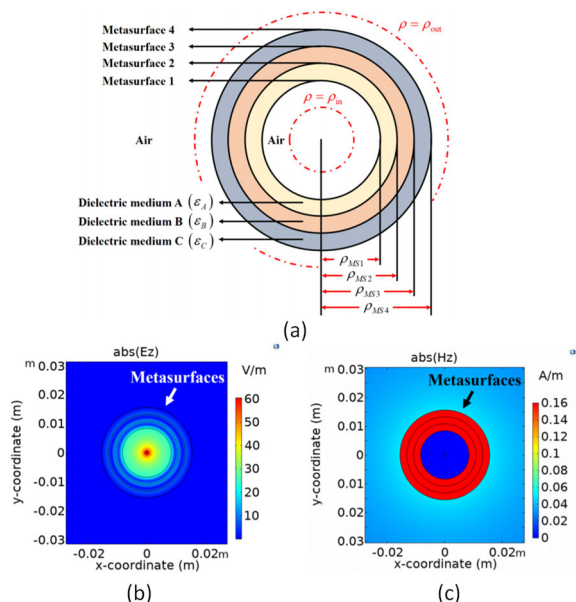 Metasurface 4
Metasurface 3
Metasurface 2
Metasurface 1
ρ = ρout
ρ = ρin
Air
Air
Dielectric medium A (εA)
Dielectric medium B (εB)
Dielectric medium C (εC)
ρMS1
ρMS2
ρMS3
ρMS4
(a)
abs(Ez)
m
V/m
Metasurfaces
0.03
0.02
0.01
0
-0.01
-0.02
-0.03
60
50
40
30
20
10
y-coordinate (m)
-0.02
0
0.02m
x-coordinate (m)
(b)
abs(Hz)
m
A/m
Metasurfaces
0.03
0.02
0.01
0
-0.01
-0.02
-0.03
0.16
0.14
0.12
0.1
0.08
0.06
0.04
0.02
0
y-coordinate (m)
-0.02
0
0.02m
x-coordinate (m)
(c)